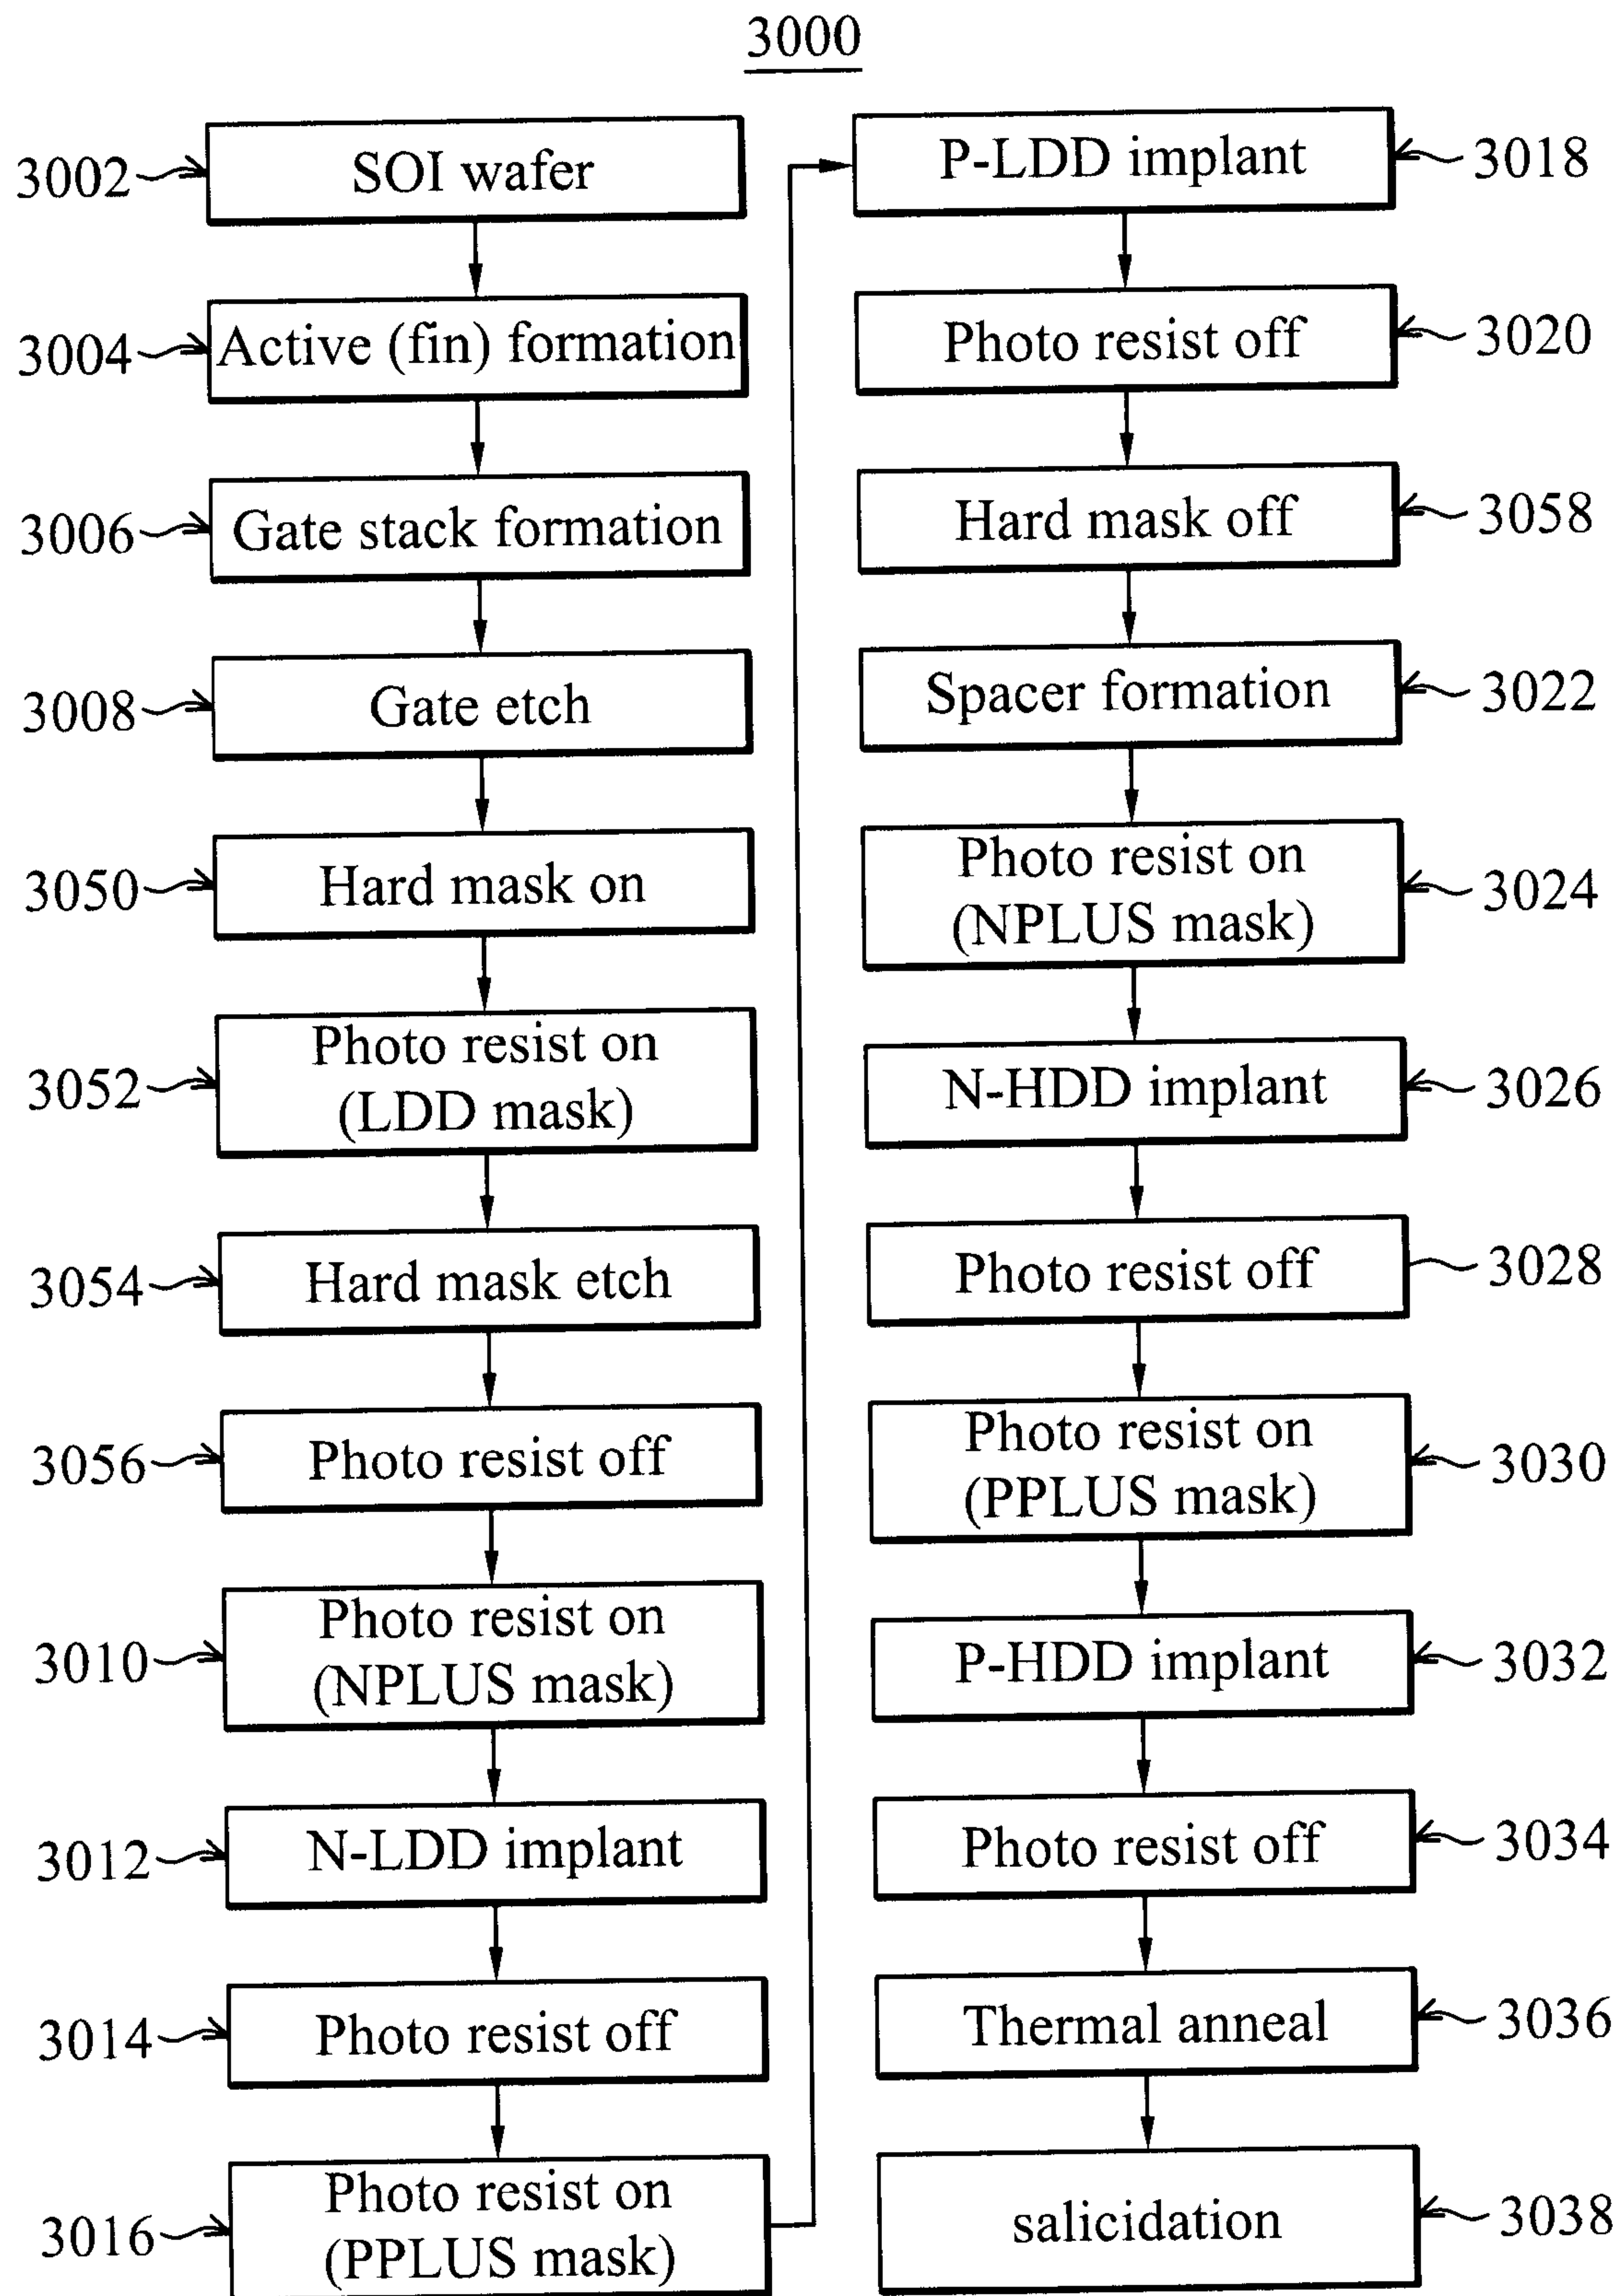 3000
3002
SOI wafer
3004
Active (fin) formation
3006
Gate stack formation
3008
Gate etch
3050
Hard mask on
3052
Photo resist on
(LDD mask)
3054
Hard mask etch
3056
Photo resist off
3010
Photo resist on
(NPLUS mask)
3012
N-LDD implant
3014
Photo resist off
3016
Photo resist on
(PPLUS mask)
P-LDD implant
3018
Photo resist off
3020
Hard mask off
3058
Spacer formation
3022
Photo resist on
(NPLUS mask)
3024
N-HDD implant
3026
Photo resist off
3028
Photo resist on
(PPLUS mask)
3030
P-HDD implant
3032
Photo resist off
3034
Thermal anneal
3036
salicidation
3038